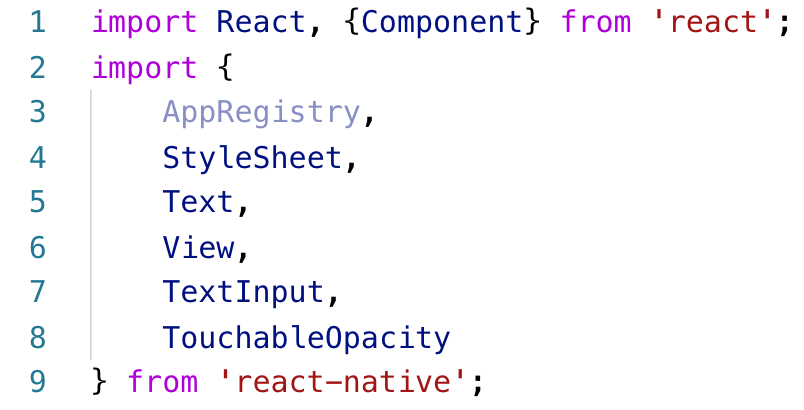 1 import React, {Component} from 'react';
2 import {
3     AppRegistry,
4     StyleSheet,
5     Text,
6     View,
7     TextInput,
8     TouchableOpacity
9 } from 'react-native';